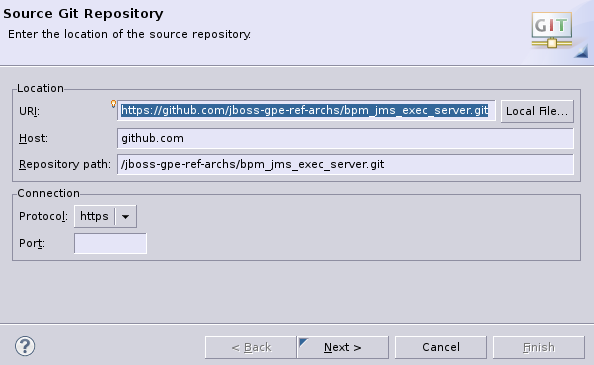 Source Git Repository
Enter the location of the source repository.
GIT
Location
URI: https://github.com/jboss-gpe-ref-archs/bpm_jms_exec_server.git Local File...
Host: github.com
Repository path: /jboss-gpe-ref-archs/bpm_jms_exec_server.git
Connection
Protocol: https
Port:
? < Back Next > Cancel Finish